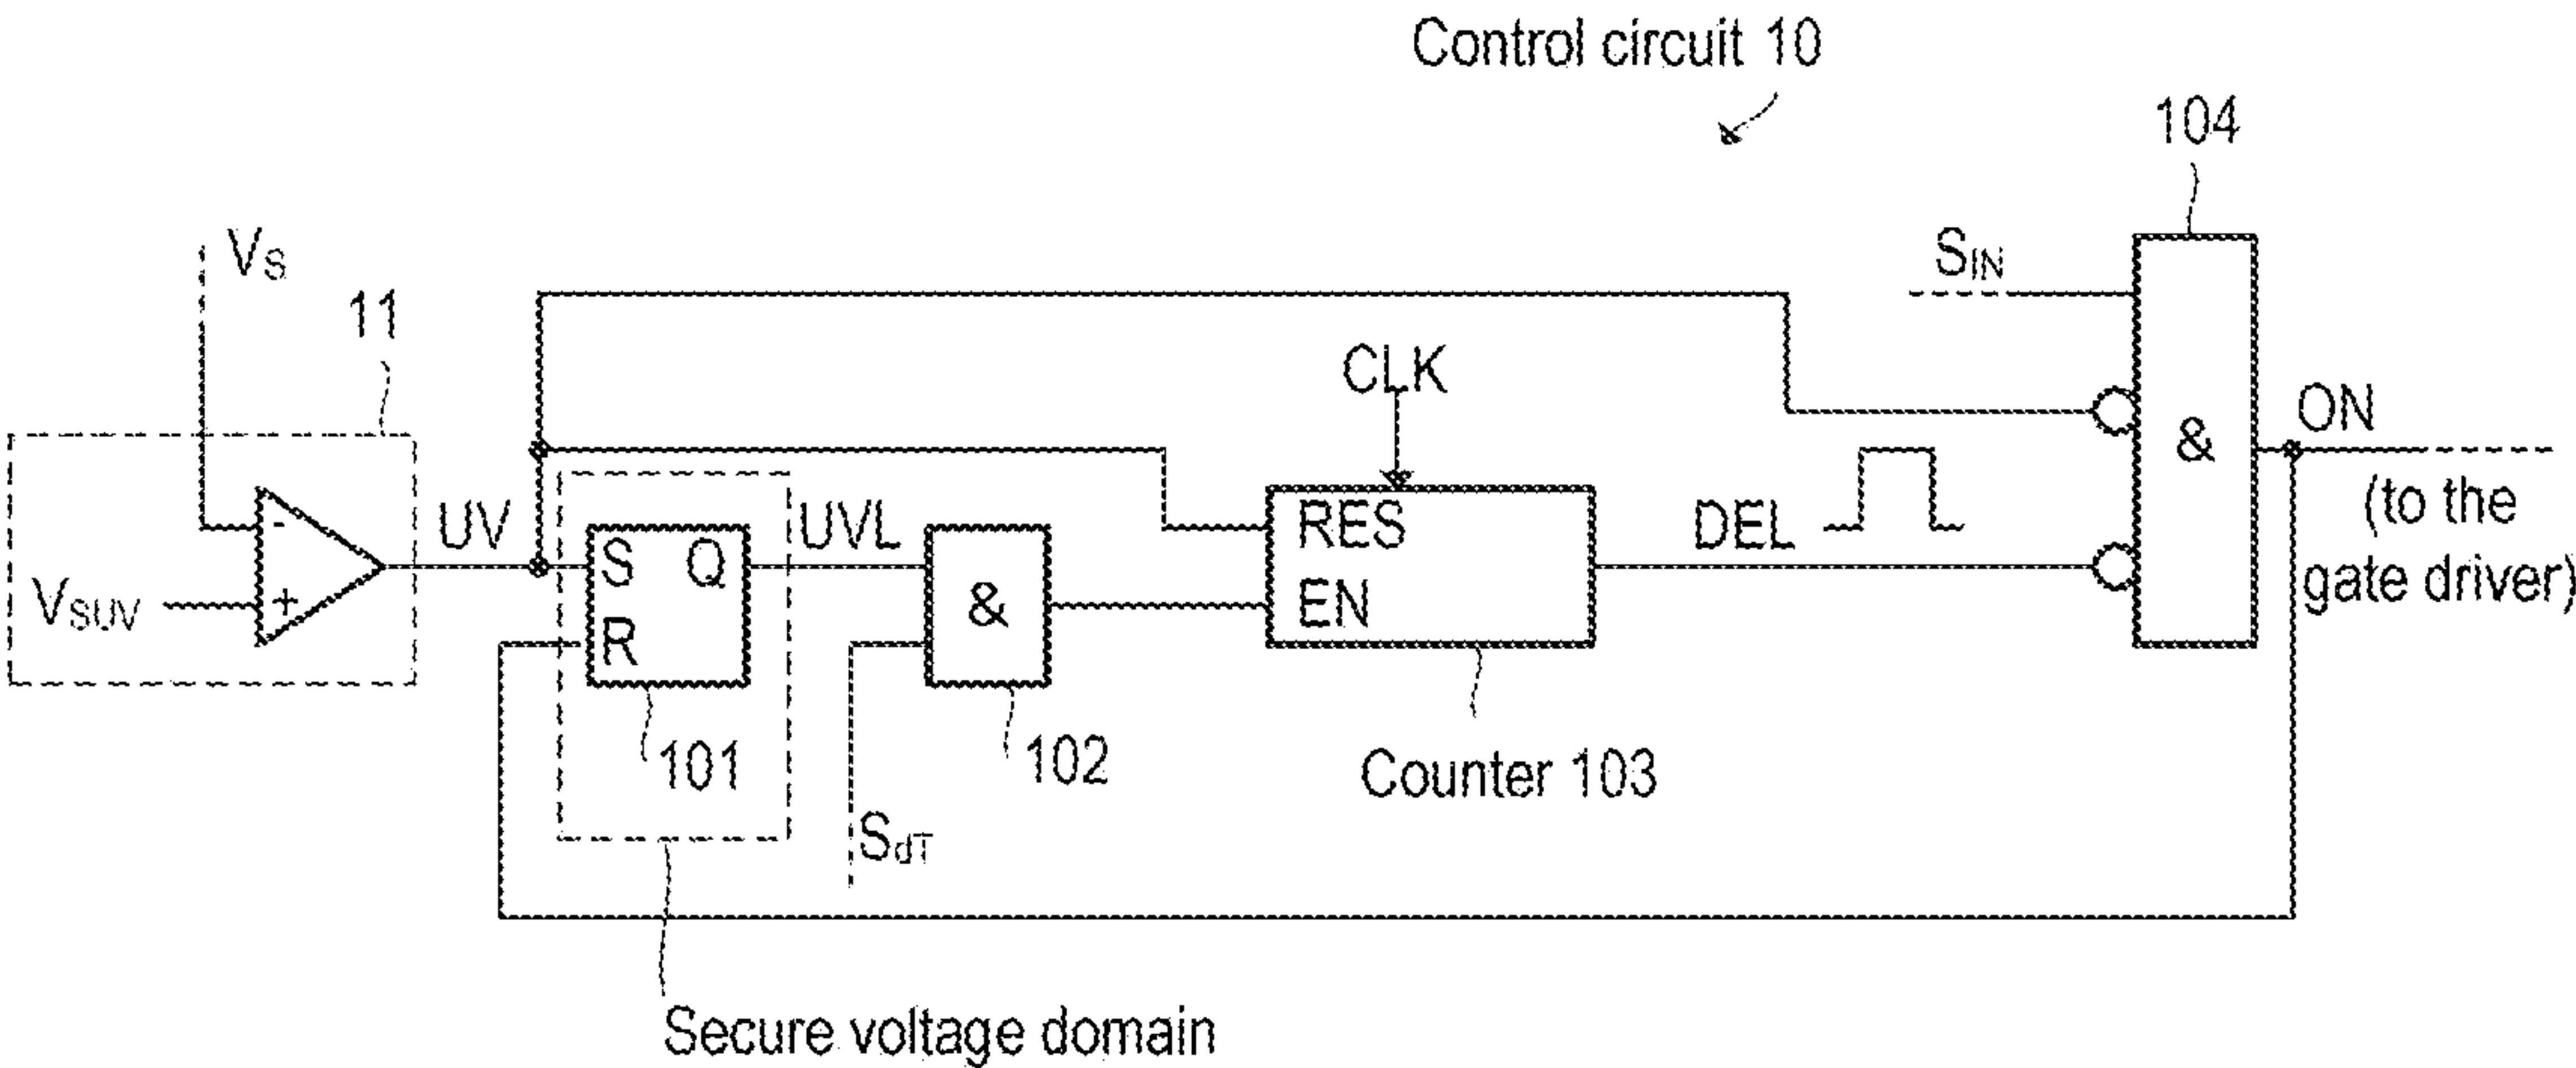 Control circuit 10
104
VS
SIN
11
CLK
ON
&
(to the
gate driver)
UV
S Q
R
UVL
&
RES
EN
DEL
-
+
VSUV
101
102
Counter 103
SdT
Secure voltage domain